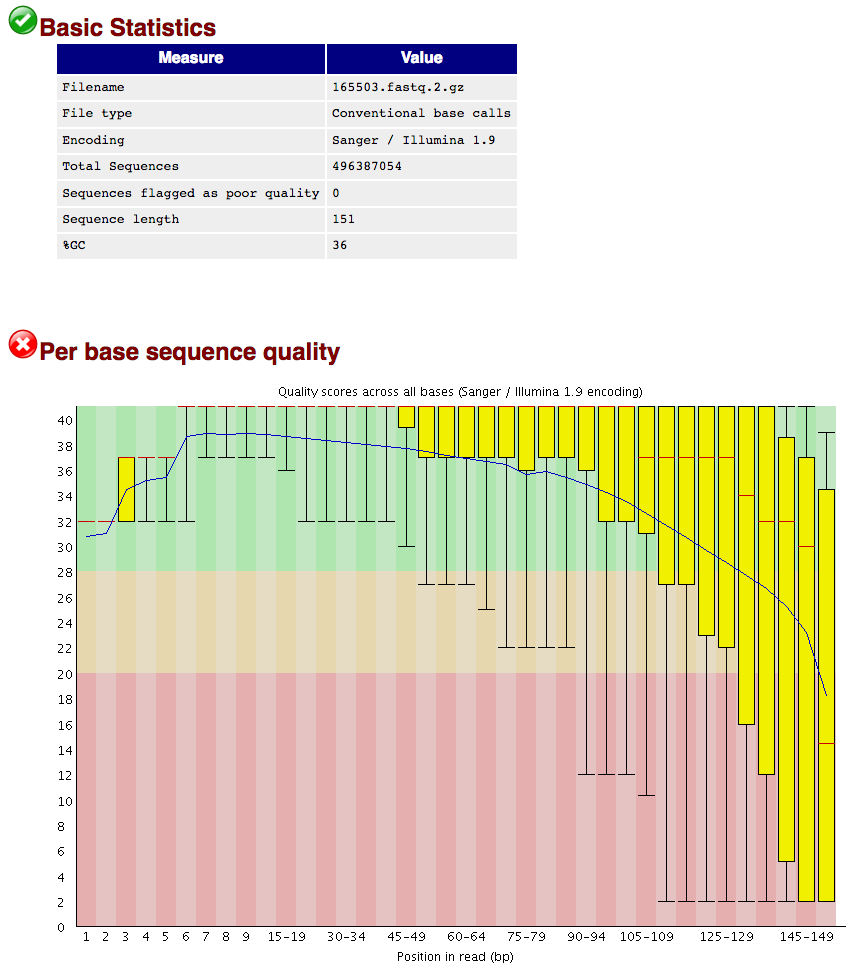 Basic Statistics
Measure Value
Filename 165503.fastq.2.gz
File type Conventional base calls
Encoding Sanger / Illumina 1.9
Total Sequences 496387054
Sequences flagged as poor quality 0
Sequence length 151
%GC 36
Per base sequence quality
Quality scores across all bases (Sanger / Illumina 1.9 encoding)
40
38
36
34
32
30
28
26
24
22
20
18
16
14
12
10
8
6
4
2
0
1 2 3 4 5 6 7 8 9 15-19 30-34 45-49 60-64 75-79 90-94 105-109 125-129 145-149
Position in read (bp)